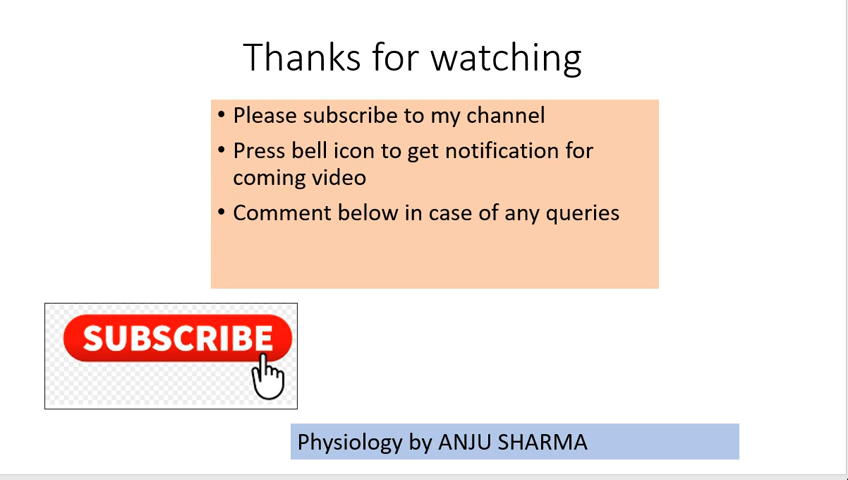 Thanks for watching
• Please subscribe to my channel
• Press bell icon to get notification for
coming video
• Comment below in case of any queries
SUBSCRIBE
Physiology by ANJU SHARMA